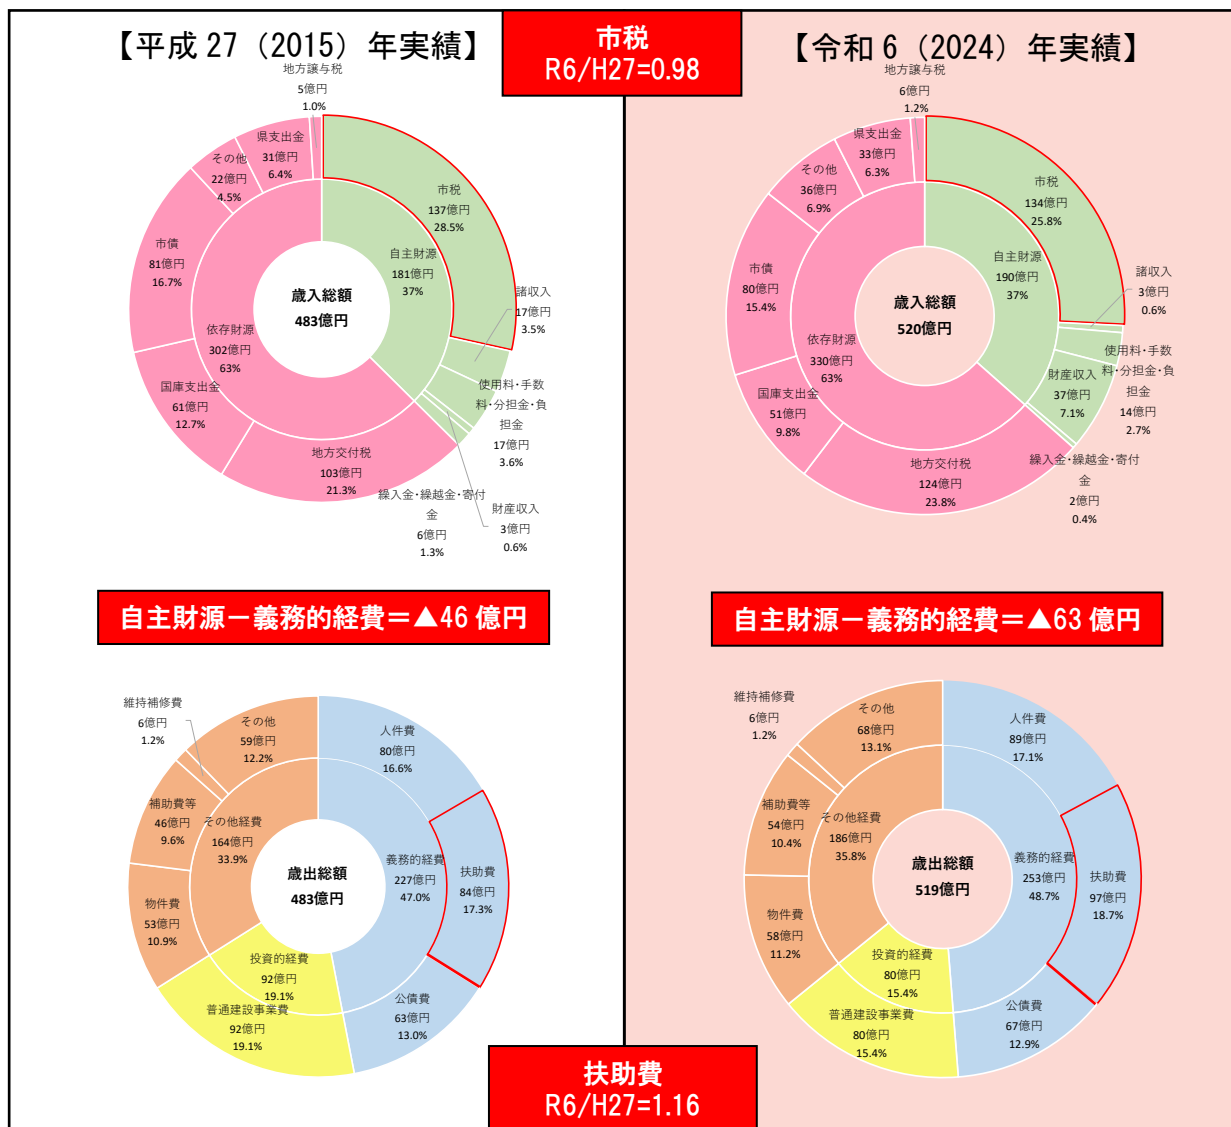 【平成27（2015）年実績】
市税
R6/H27=0.98
【令和6（2024）年実績】
地方譲与税
5億円
1.0%
県支出金
31億円
6.4%
その他
22億円
4.5%
市債
81億円
16.7%
国庫支出金
61億円
12.7%
地方交付税
103億円
21.3%
依存財源
302億円
63%
歳入総額
483億円
自主財源
181億円
37%
市税
137億円
28.5%
諸収入
17億円
3.5%
使用料・手数
料・分担金・負
担金
17億円
3.6%
財産収入
3億円
0.6%
繰入金・繰越金・寄付
金
6億円
1.3%
地方譲与税
6億円
1.2%
県支出金
33億円
6.3%
その他
36億円
6.9%
市債
80億円
15.4%
国庫支出金
51億円
9.8%
地方交付税
124億円
23.8%
依存財源
330億円
63%
歳入総額
520億円
自主財源
190億円
37%
市税
134億円
25.8%
諸収入
3億円
0.6%
使用料・手数
料・分担金・負
担金
14億円
2.7%
財産収入
37億円
7.1%
繰入金・繰越金・寄付
金
2億円
0.4%
自主財源－義務的経費＝▲46億円
自主財源－義務的経費＝▲63億円
維持補修費
6億円
1.2%
その他
59億円
12.2%
補助費等
46億円
9.6%
物件費
53億円
10.9%
その他経費
164億円
33.9%
歳出総額
483億円
人件費
80億円
16.6%
義務的経費
227億円
47.0%
扶助費
84億円
17.3%
公債費
63億円
13.0%
投資的経費
92億円
19.1%
普通建設事業費
92億円
19.1%
維持補修費
6億円
1.2%
その他
68億円
13.1%
補助費等
54億円
10.4%
物件費
58億円
11.2%
その他経費
186億円
35.8%
歳出総額
519億円
人件費
89億円
17.1%
義務的経費
253億円
48.7%
扶助費
97億円
18.7%
公債費
67億円
12.9%
投資的経費
80億円
15.4%
普通建設事業費
80億円
15.4%
扶助費
R6/H27=1.16